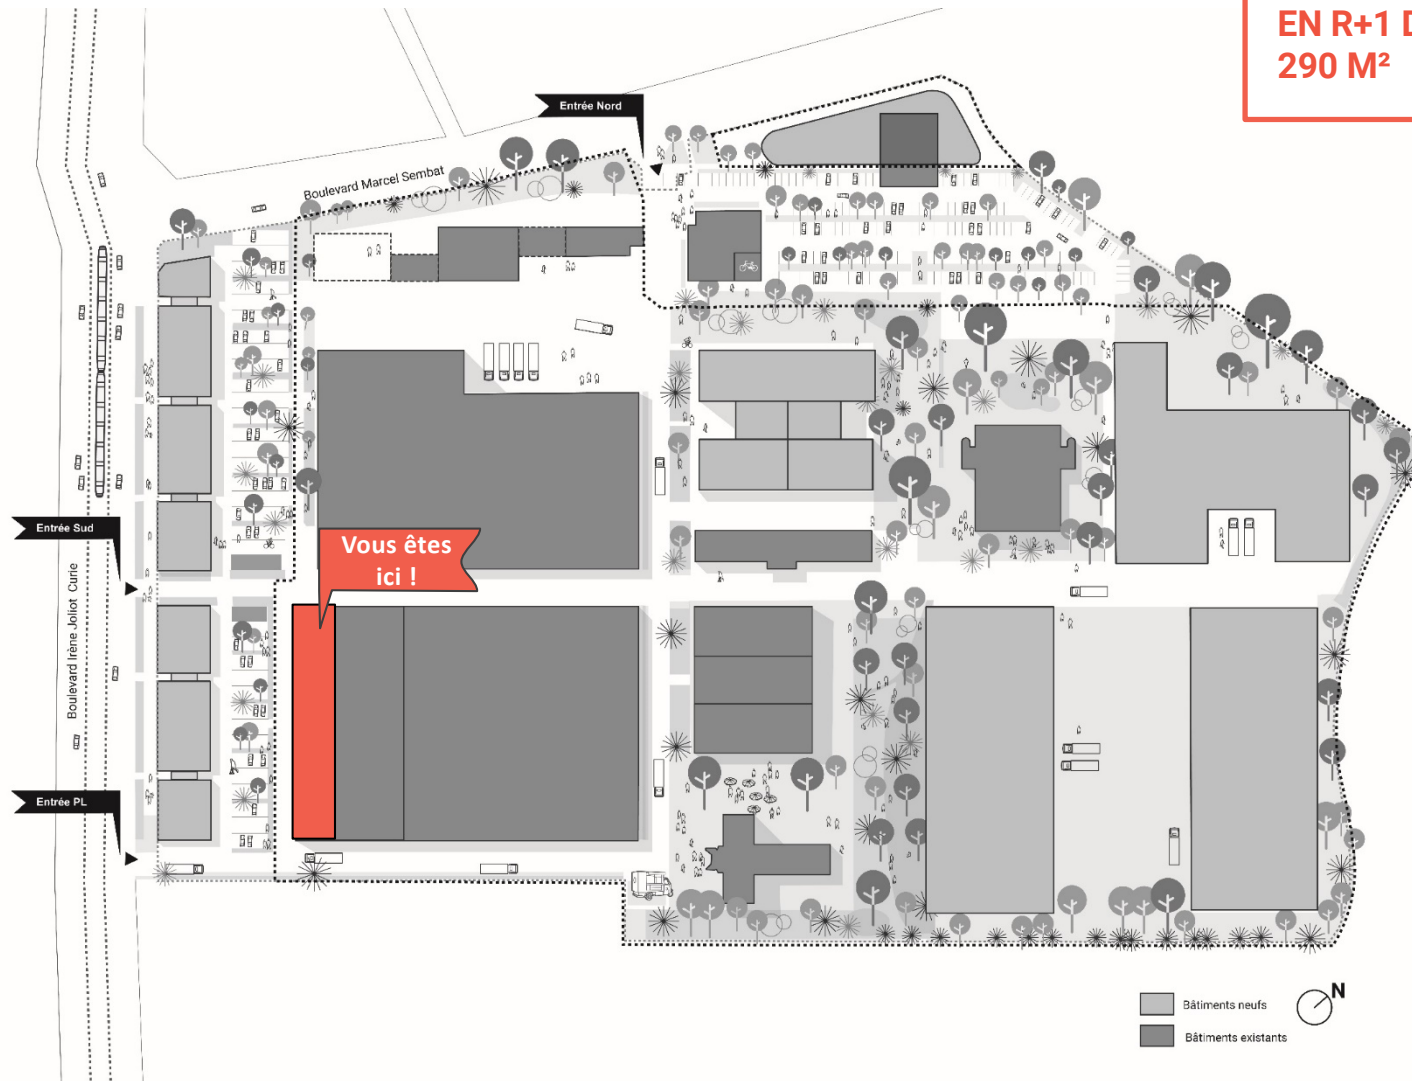 EN R+1 D
290 M²
Entrée Nord
Boulevard Marcel Sembat
Entrée Sud
Vous êtes
ici !
Boulevard Irène Joliot Curie
Entrée PL
N
Bâtiments neufs
Bâtiments existants